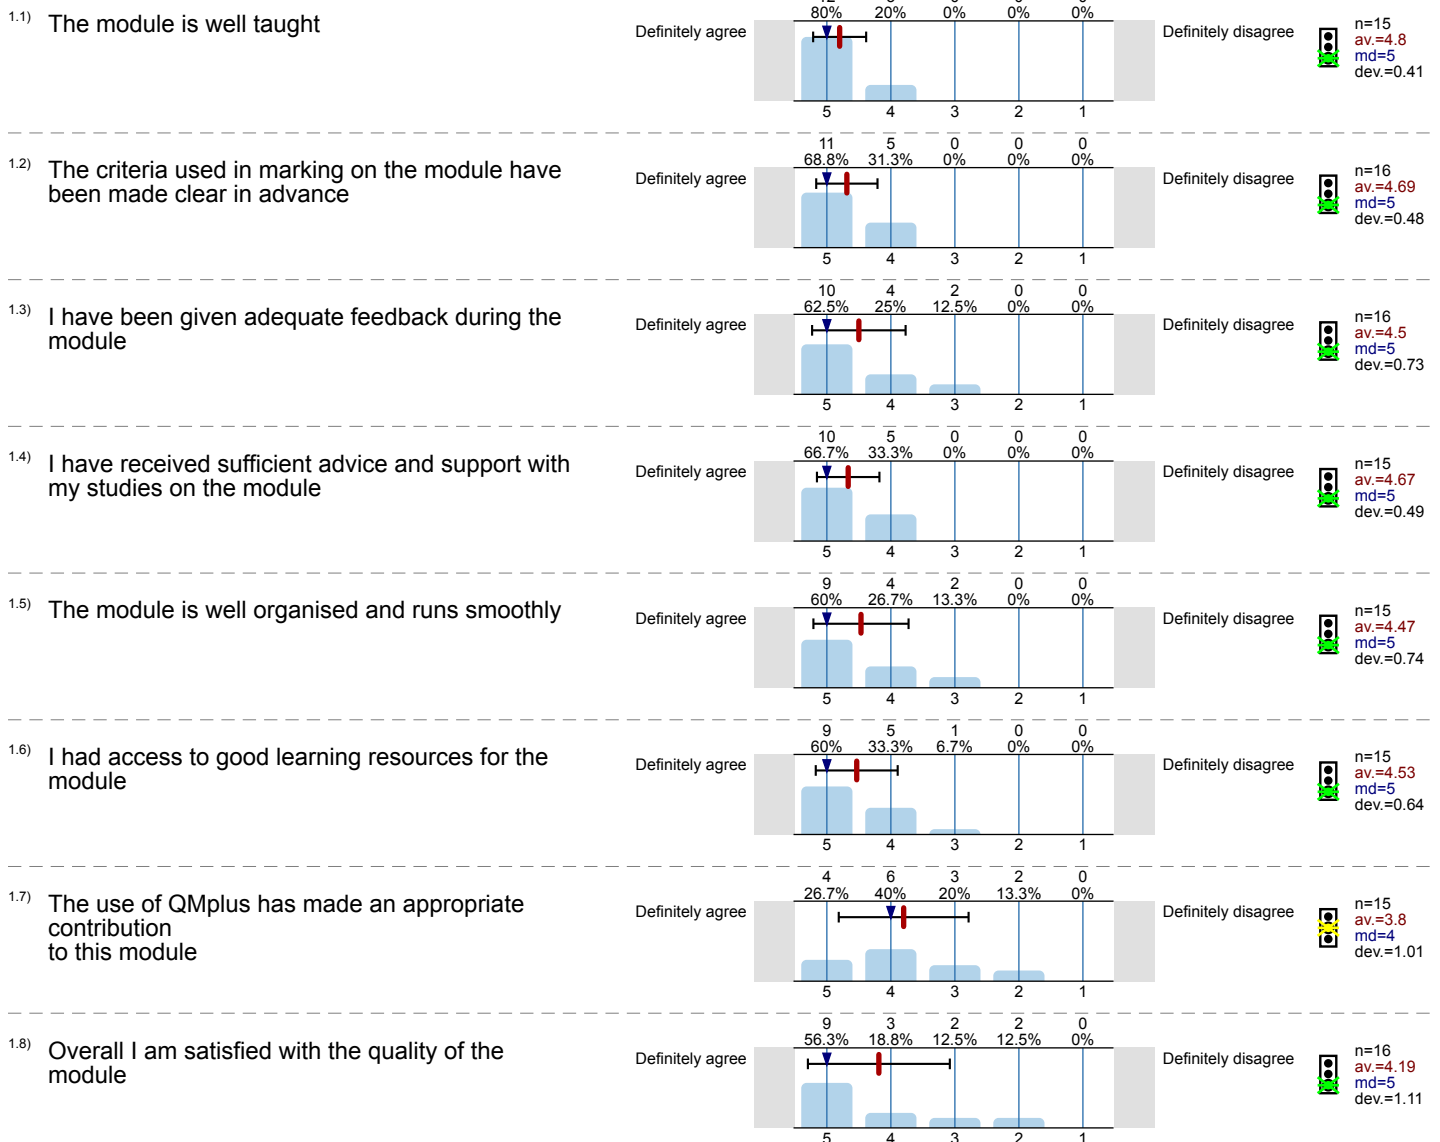 12 3 0 0 0
1.1) The module is well taught Definitely agree 80% 20% 0% 0% 0% Definitely disagree n=15
av.=4.8
md=5
dev.=0.41
5 4 3 2 1
11 5 0 0 0
1.2) The criteria used in marking on the module have Definitely agree 68.8% 31.3% 0% 0% 0% Definitely disagree n=16
been made clear in advance av.=4.69
md=5
dev.=0.48
5 4 3 2 1
10 4 2 0 0
1.3) I have been given adequate feedback during the Definitely agree 62.5% 25% 12.5% 0% 0% Definitely disagree n=16
module av.=4.5
md=5
dev.=0.73
5 4 3 2 1
10 5 0 0 0
1.4) I have received sufficient advice and support with Definitely agree 66.7% 33.3% 0% 0% 0% Definitely disagree n=15
my studies on the module av.=4.67
md=5
dev.=0.49
5 4 3 2 1
9 4 2 0 0
1.5) The module is well organised and runs smoothly Definitely agree 60% 26.7% 13.3% 0% 0% Definitely disagree n=15
av.=4.47
md=5
dev.=0.74
5 4 3 2 1
9 5 1 0 0
1.6) I had access to good learning resources for the Definitely agree 60% 33.3% 6.7% 0% 0% Definitely disagree n=15
module av.=4.53
md=5
dev.=0.64
5 4 3 2 1
4 6 3 2 0
1.7) The use of QMplus has made an appropriate Definitely agree 26.7% 40% 20% 13.3% 0% Definitely disagree n=15
contribution av.=3.8
to this module md=4
dev.=1.01
5 4 3 2 1
9 3 2 2 0
1.8) Overall I am satisfied with the quality of the Definitely agree 56.3% 18.8% 12.5% 12.5% 0% Definitely disagree n=16
module av.=4.19
md=5
dev.=1.11
5 4 3 2 1